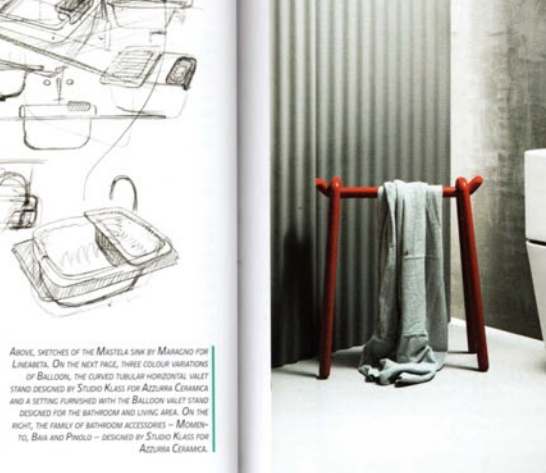 ABOVE, SKETCHES OF THE MASTELA SINK BY MARAGNO FOR
LINEABETA. ON THE NEXT PAGE, THREE COLOUR VARIATIONS
OF BALLOON, THE CURVED TUBULAR HORIZONTAL VALET
STAND DESIGNED BY STUDIO KLASS FOR AZZURRA CERAMICA
AND A SETTING FURNISHED WITH THE BALLOON VALET STAND
DESIGNED FOR THE BATHROOM AND LIVING AREA. ON THE
RIGHT, THE FAMILY OF BATHROOM ACCESSORIES – MOMEN-
TO, BAIA AND PINOLO – DESIGNED BY STUDIO KLASS FOR
AZZURRA CERAMICA.